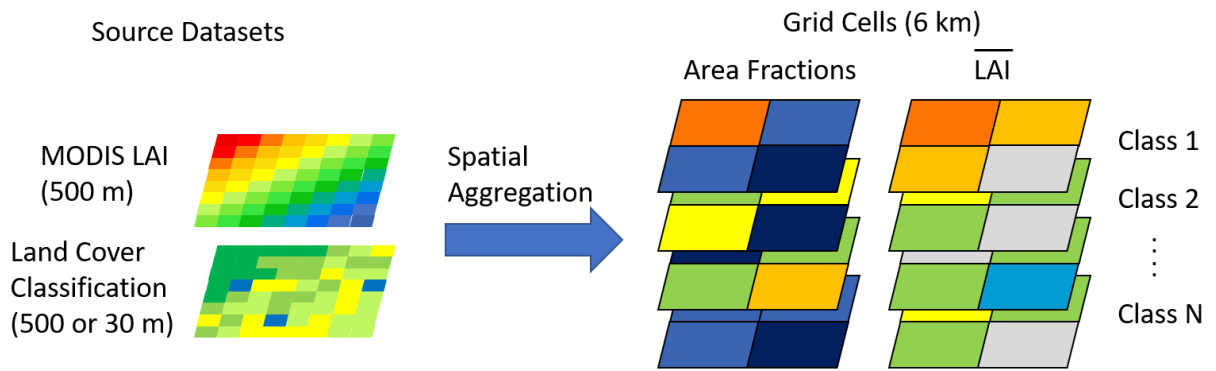 Source Datasets
MODIS LAI
(500 m)
Land Cover
Classification
(500 or 30 m)
Spatial
Aggregation
Grid Cells (6 km)
Area Fractions
LAI
Class 1
Class 2
Class N